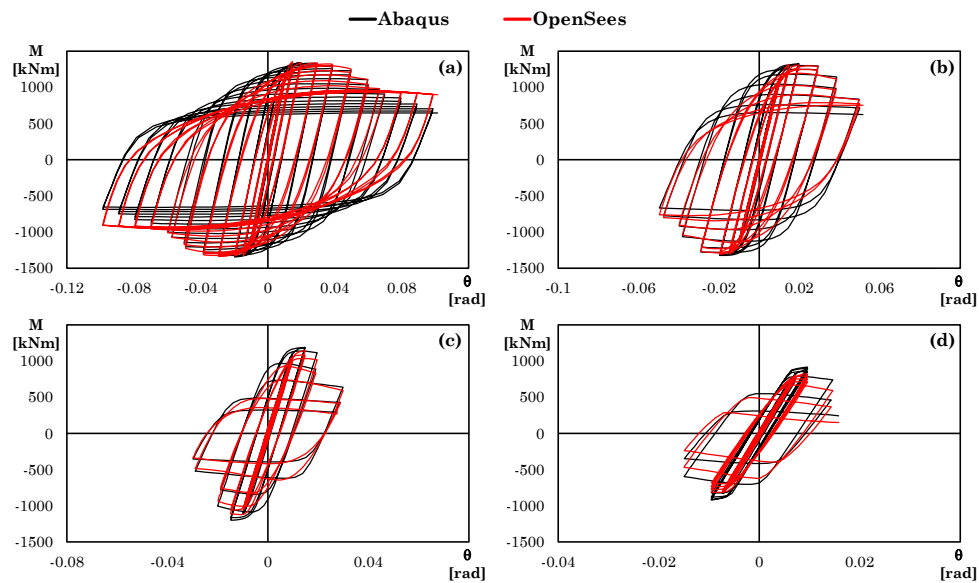 Abaqus OpenSees
M
[kNm]
(a)
1000
500
0
-500
-1000
-1500
-0.12 -0.08 -0.04 0 0.04 0.08
θ
[rad]
M
[kNm]
(b)
1000
500
0
-500
-1000
-1500
-0.1 -0.06 -0.02 0.02 0.06
θ
[rad]
M
[kNm]
(c)
1000
500
0
-500
-1000
-1500
-0.08 -0.04 0 0.04
θ
[rad]
M
[kNm]
(d)
1000
500
0
-500
-1000
-1500
-0.04 -0.02 0 0.02
θ
[rad]